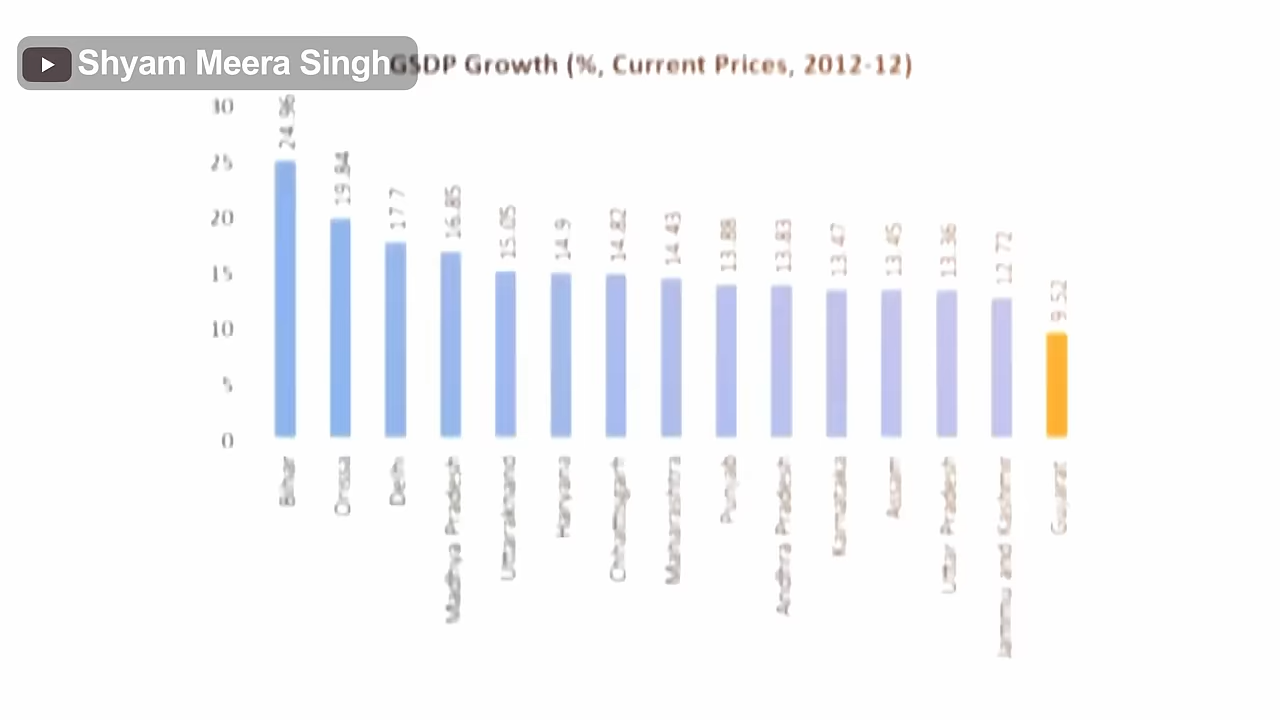 Shyam Meera Singh
GSDP Growth (%, Current Prices, 2012-12)
30
25
20
15
10
5
0
24.96
19.84
17.7
16.85
15.05
14.9
14.82
14.43
13.88
13.83
13.47
13.45
13.36
12.72
9.52
Bihar
Orissa
Delhi
Madhya Pradesh
Uttarakhand
Haryana
Chhattisgarh
Maharashtra
Punjab
Andhra Pradesh
Karnataka
Assam
Uttar Pradesh
Jammu and Kashmir
Gujarat